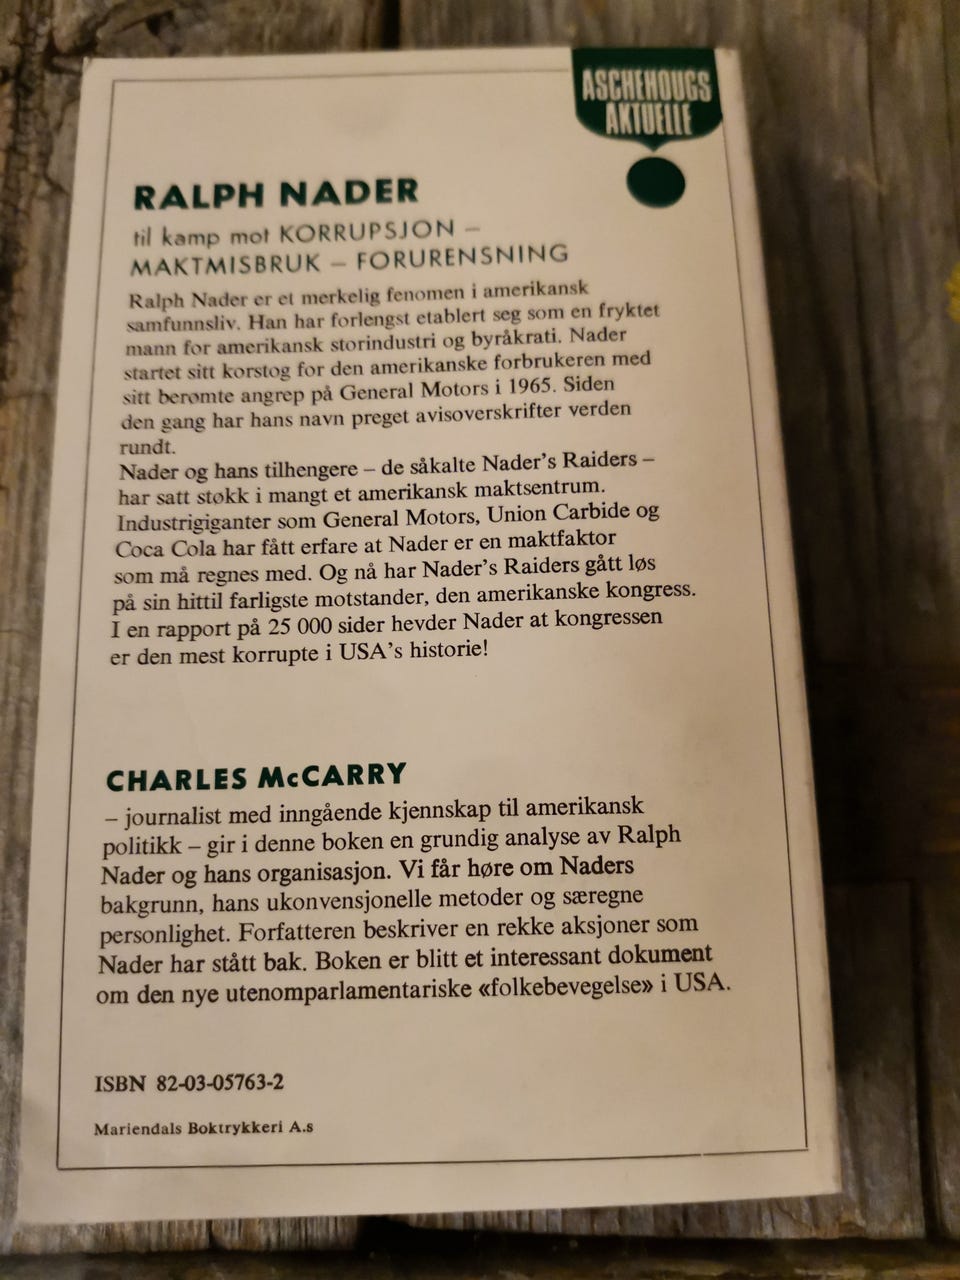 ASCHEHOUGS
AKTUELLE
RALPH NADER
til kamp mot KORRUPSJON –
MAKTMISBRUK – FORURENSNING
Ralph Nader er et merkelig fenomen i amerikansk
samfunnsliv. Han har forlengst etablert seg som en fryktet
mann for amerikansk storindustri og byråkrati. Nader
startet sitt korstog for den amerikanske forbrukeren med
sitt berømte angrep på General Motors i 1965. Siden
den gang har hans navn preget avisoverskrifter verden
rundt.
Nader og hans tilhengere – de såkalte Nader's Raiders –
har satt støkk i mangt et amerikansk maktsentrum.
Industrigiganter som General Motors, Union Carbide og
Coca Cola har fått erfare at Nader er en maktfaktor
som må regnes med. Og nå har Nader's Raiders gått løs
på sin hittil farligste motstander, den amerikanske kongress.
I en rapport på 25 000 sider hevder Nader at kongressen
er den mest korrupte i USA's historie!
CHARLES McCARRY
– journalist med inngående kjennskap til amerikansk
politikk – gir i denne boken en grundig analyse av Ralph
Nader og hans organisasjon. Vi får høre om Naders
bakgrunn, hans ukonvensjonelle metoder og særegne
personlighet. Forfatteren beskriver en rekke aksjoner som
Nader har stått bak. Boken er blitt et interessant dokument
om den nye utenomparlamentariske «folkebevegelse» i USA.
ISBN 82-03-05763-2
Mariendals Boktrykkeri A.s